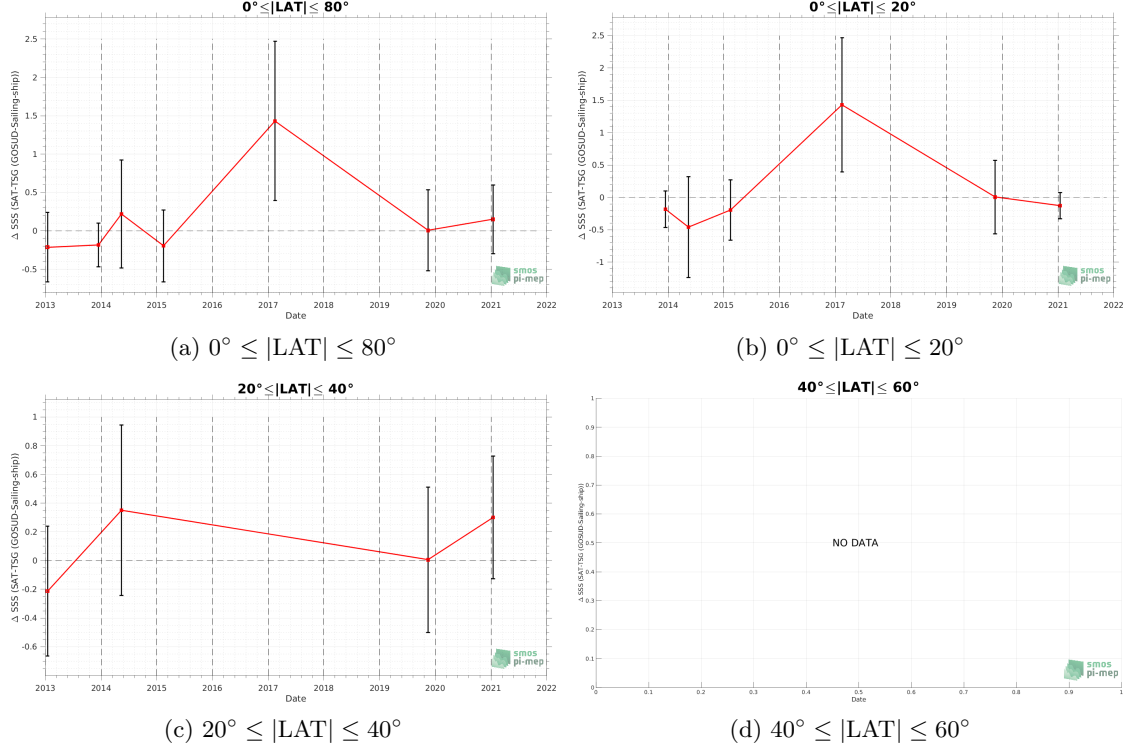 0°≤|LAT|≤ 80°
Δ SSS (SAT-TSG (GOSUD-Sailing-ship))
2.5
2
1.5
1
0.5
0
-0.5
smos
pi-mep
2013 2014 2015 2016 2017 2018 2019 2020 2021 2022
Date
(a) 0° ≤ |LAT| ≤ 80°
0°≤|LAT|≤ 20°
Δ SSS (SAT-TSG (GOSUD-Sailing-ship))
2.5
2
1.5
1
0.5
0
-0.5
-1
smos
pi-mep
2013 2014 2015 2016 2017 2018 2019 2020 2021 2022
Date
(b) 0° ≤ |LAT| ≤ 20°
20°≤|LAT|≤ 40°
Δ SSS (SAT-TSG (GOSUD-Sailing-ship))
1
0.8
0.6
0.4
0.2
0
-0.2
-0.4
-0.6
smos
pi-mep
2013 2014 2015 2016 2017 2018 2019 2020 2021 2022
Date
(c) 20° ≤ |LAT| ≤ 40°
40°≤|LAT|≤ 60°
Δ SSS (SAT-TSG (GOSUD-Sailing-ship))
1
0.9
0.8
0.7
0.6
0.5
0.4
0.3
0.2
0.1
0
NO DATA
smos
pi-mep
0 0.1 0.2 0.3 0.4 0.5 0.6 0.7 0.8 0.9 1
Date
(d) 40° ≤ |LAT| ≤ 60°